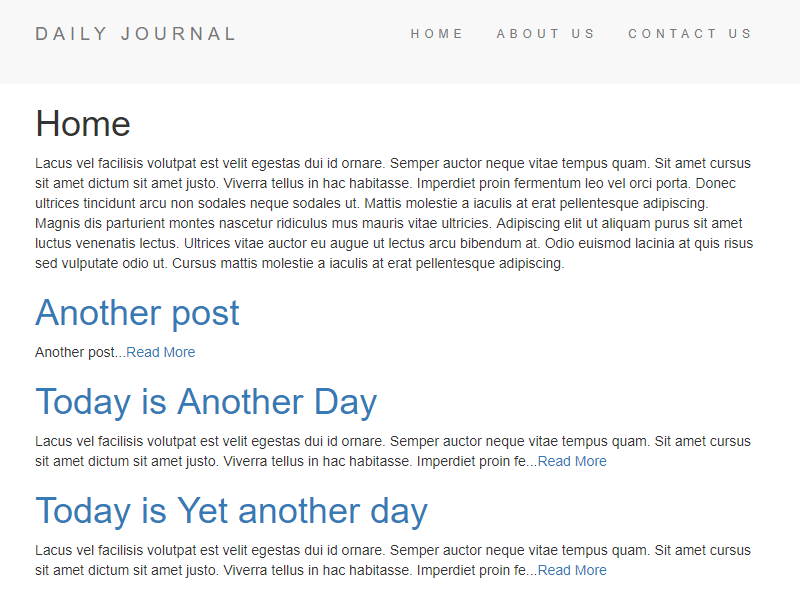 DAILY JOURNAL
HOME ABOUT US CONTACT US
Home
Lacus vel facilisis volutpat est velit egestas dui id ornare. Semper auctor neque vitae tempus quam. Sit amet cursus
sit amet dictum sit amet justo. Viverra tellus in hac habitasse. Imperdiet proin fermentum leo vel orci porta. Donec
ultrices tincidunt arcu non sodales neque sodales ut. Mattis molestie a iaculis at erat pellentesque adipiscing.
Magnis dis parturient montes nascetur ridiculus mus mauris vitae ultricies. Adipiscing elit ut aliquam purus sit amet
luctus venenatis lectus. Ultrices vitae auctor eu augue ut lectus arcu bibendum at. Odio euismod lacinia at quis risus
sed vulputate odio ut. Cursus mattis molestie a iaculis at erat pellentesque adipiscing.
Another post
Another post...Read More
Today is Another Day
Lacus vel facilisis volutpat est velit egestas dui id ornare. Semper auctor neque vitae tempus quam. Sit amet cursus
sit amet dictum sit amet justo. Viverra tellus in hac habitasse. Imperdiet proin fe...Read More
Today is Yet another day
Lacus vel facilisis volutpat est velit egestas dui id ornare. Semper auctor neque vitae tempus quam. Sit amet cursus
sit amet dictum sit amet justo. Viverra tellus in hac habitasse. Imperdiet proin fe...Read More